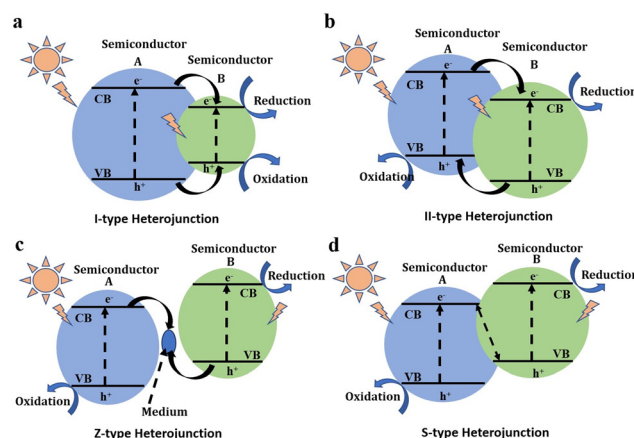 a
Semiconductor
A
Semiconductor
B
e-
CB
e-
Reduction
VB
h+
h+
Oxidation
I-type Heterojunction
b
Semiconductor
A
Semiconductor
B
e-
CB
e-
CB
Reduction
VB
h+
Oxidation
VB
h+
II-type Heterojunction
c
Semiconductor
A
Semiconductor
B
e-
CB
e-
CB
Reduction
VB
h+
VB
h+
Oxidation
Medium
Z-type Heterojunction
d
Semiconductor
A
Semiconductor
B
e-
CB
e-
CB
Reduction
VB
h+
VB
h+
Oxidation
S-type Heterojunction